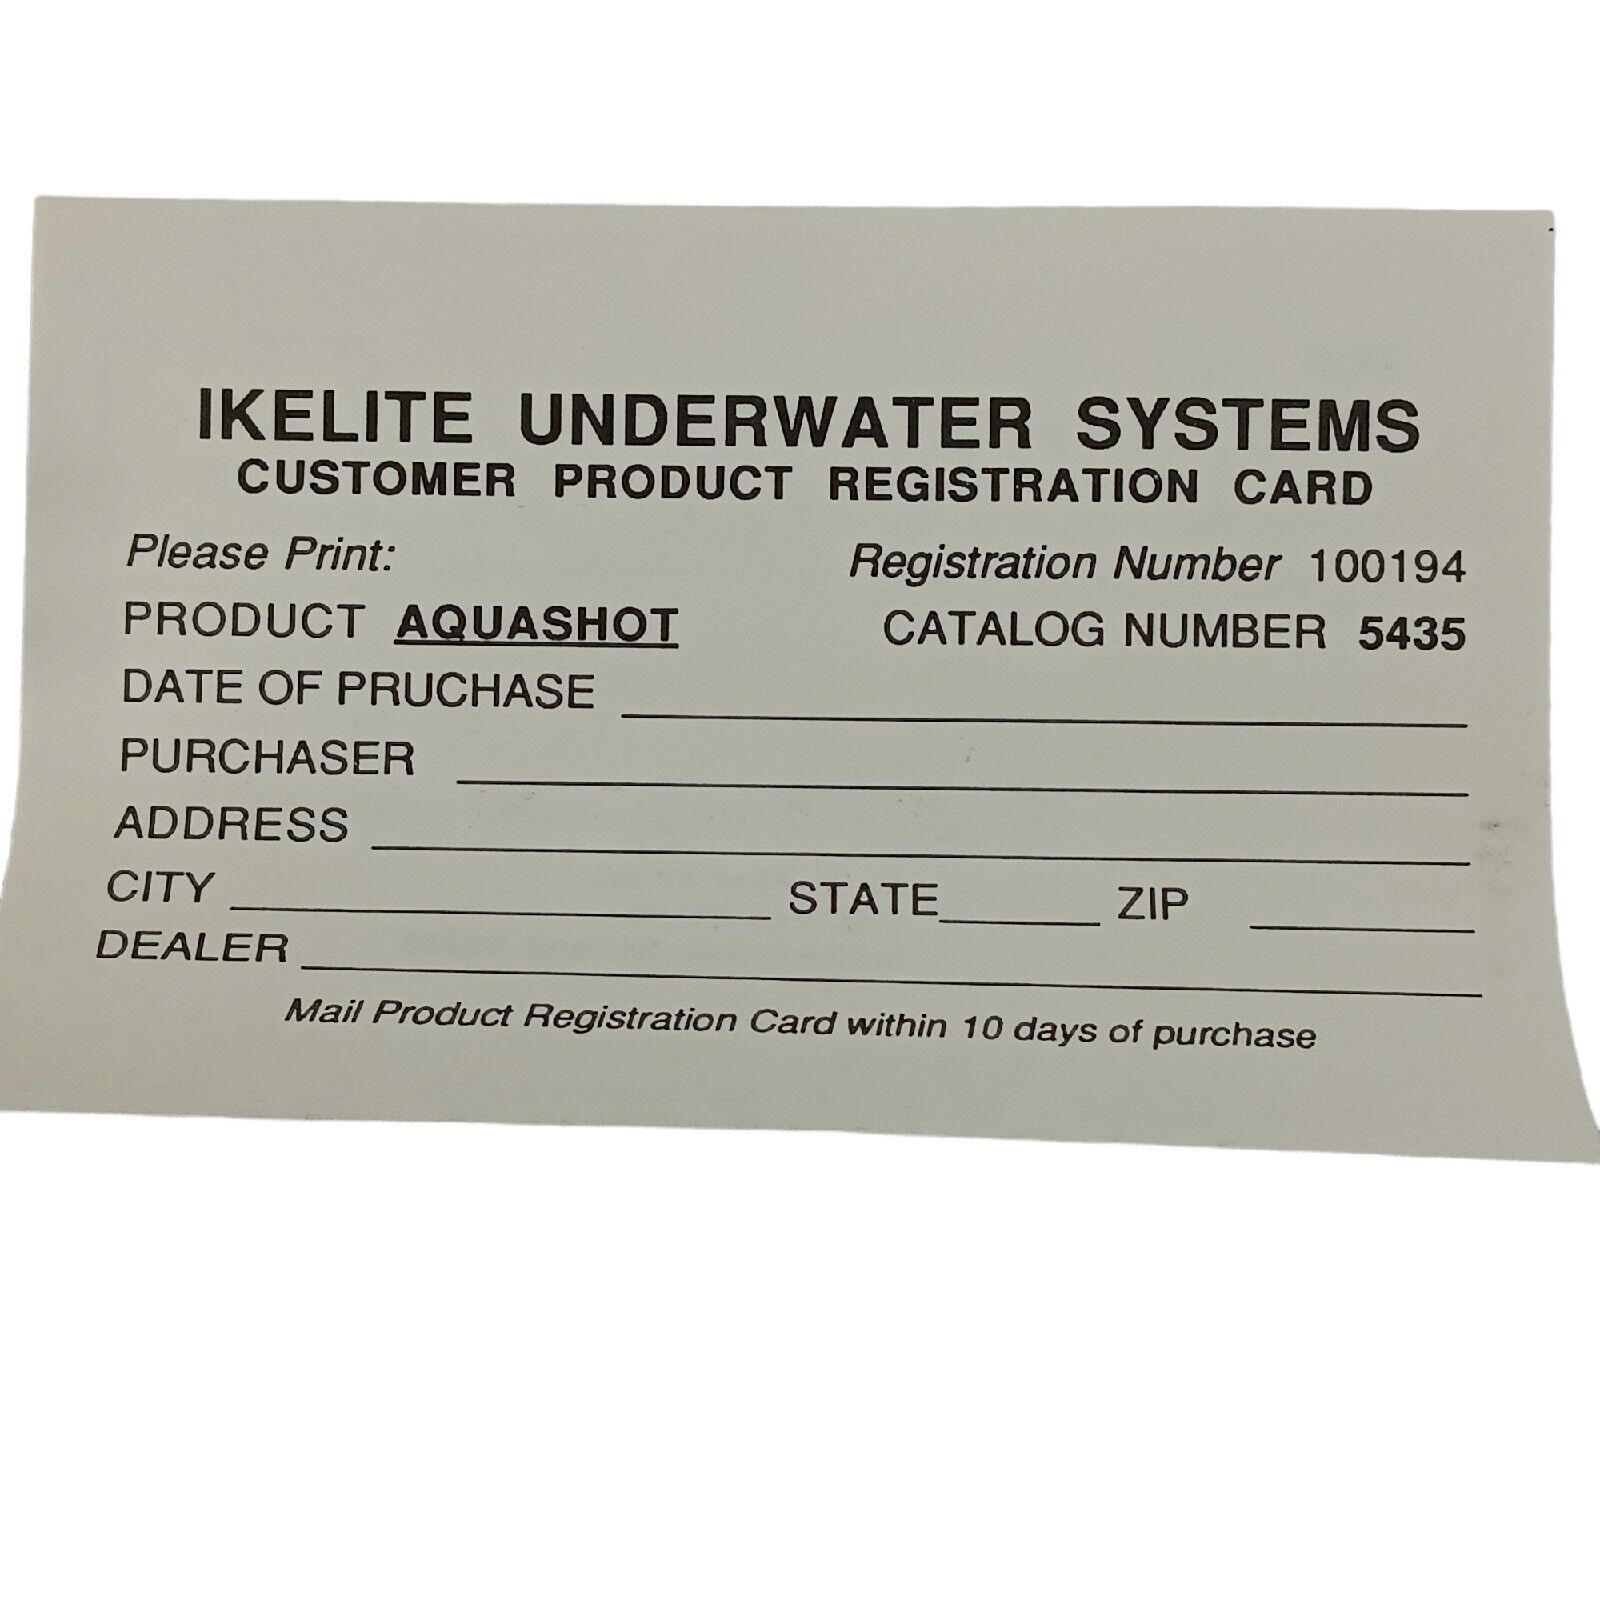 IKELITE UNDERWATER SYSTEMS
CUSTOMER PRODUCT REGISTRATION CARD
Please Print: Registration Number 100194
PRODUCT AQUASHOT CATALOG NUMBER 5435
DATE OF PRUCHASE
PURCHASER
ADDRESS
CITY STATE ZIP
DEALER
Mail Product Registration Card within 10 days of purchase